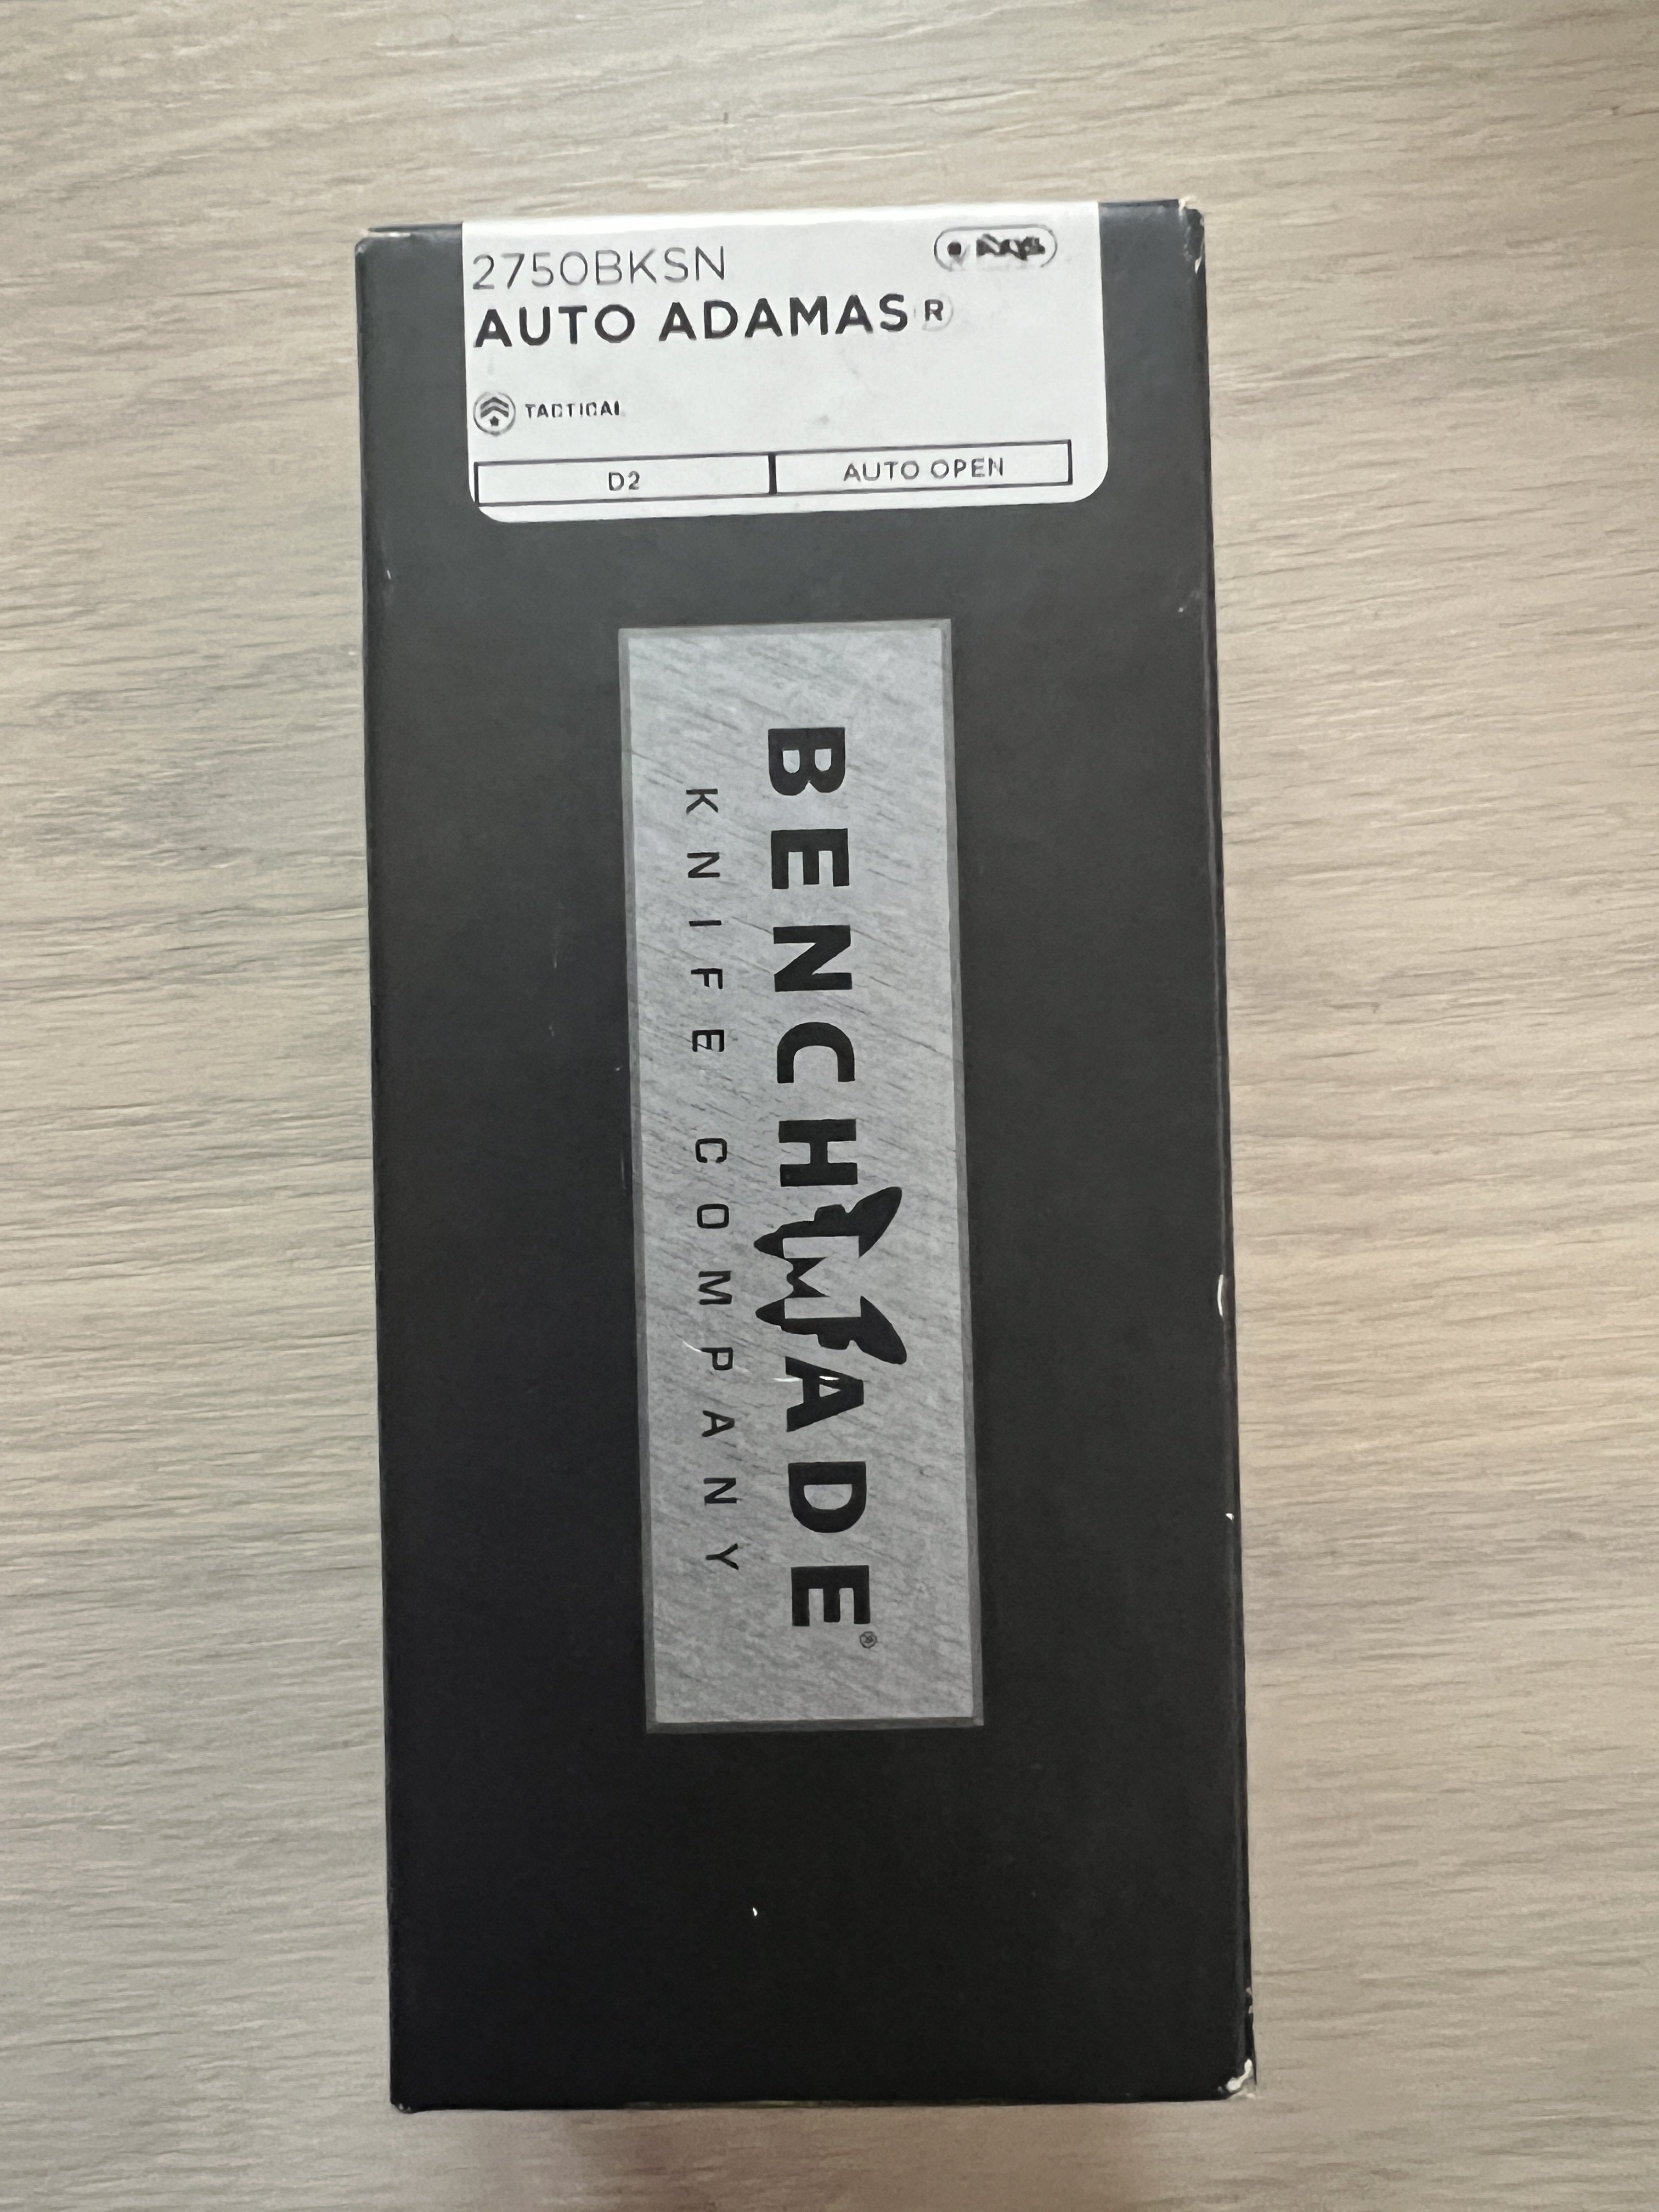 2750BKSN
AUTO ADAMAS®
TACTICAL
D2
AUTO OPEN
BENCHMADE®
KNIFE COMPANY